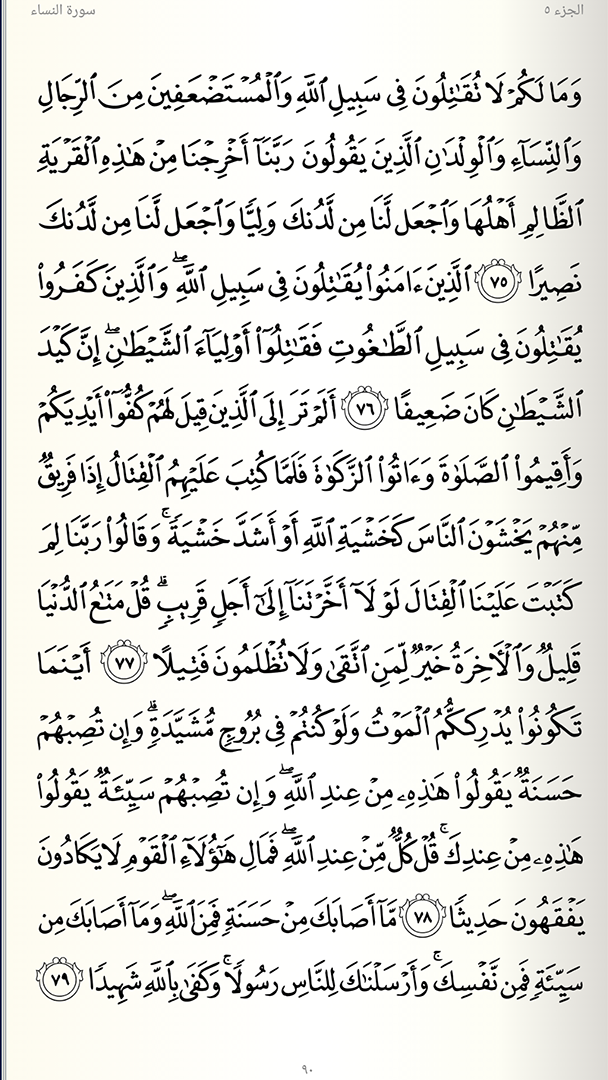 الجزء ٥
سورة النساء
وَمَا لَكُمْ لَا تُقَٰتِلُونَ فِى سَبِيلِ ٱللَّهِ وَٱلْمُسْتَضْعَفِينَ مِنَ ٱلرِّجَالِ
وَٱلنِّسَآءِ وَٱلْوِلْدَٰنِ ٱلَّذِينَ يَقُولُونَ رَبَّنَآ أَخْرِجْنَا مِنْ هَٰذِهِ ٱلْقَرْيَةِ
ٱلظَّالِمِ أَهْلُهَا وَٱجْعَل لَّنَا مِن لَّدُنكَ وَلِيًّا وَٱجْعَل لَّنَا مِن لَّدُنكَ
نَصِيرًا ٧٥ ٱلَّذِينَ ءَامَنُوا۟ يُقَٰتِلُونَ فِى سَبِيلِ ٱللَّهِ ۖ وَٱلَّذِينَ كَفَرُوا۟
يُقَٰتِلُونَ فِى سَبِيلِ ٱلطَّٰغُوتِ فَقَٰتِلُوٓا۟ أَوْلِيَآءَ ٱلشَّيْطَٰنِ ۖ إِنَّ كَيْدَ
ٱلشَّيْطَٰنِ كَانَ ضَعِيفًا ٧٦ أَلَمْ تَرَ إِلَى ٱلَّذِينَ قِيلَ لَهُمْ كُفُّوٓا۟ أَيْدِيَكُمْ
وَأَقِيمُوا۟ ٱلصَّلَوٰةَ وَءَاتُوا۟ ٱلزَّكَوٰةَ فَلَمَّا كُتِبَ عَلَيْهِمُ ٱلْقِتَالُ إِذَا فَرِيقٌ
مِّنْهُمْ يَخْشَوْنَ ٱلنَّاسَ كَخَشْيَةِ ٱللَّهِ أَوْ أَشَدَّ خَشْيَةً ۚ وَقَالُوا۟ رَبَّنَا لِمَ
كَتَبْتَ عَلَيْنَا ٱلْقِتَالَ لَوْلَآ أَخَّرْتَنَآ إِلَىٰٓ أَجَلٍ قَرِيبٍ ۗ قُلْ مَتَٰعُ ٱلدُّنْيَا
قَلِيلٌ وَٱلْءَاخِرَةُ خَيْرٌ لِّمَنِ ٱتَّقَىٰ وَلَا تُظْلَمُونَ فَتِيلًا ٧٧ أَيْنَمَا
تَكُونُوا۟ يُدْرِككُّمُ ٱلْمَوْتُ وَلَوْ كُنتُمْ فِى بُرُوجٍ مُّشَيَّدَةٍ ۗ وَإِن تُصِبْهُمْ
حَسَنَةٌ يَقُولُوا۟ هَٰذِهِۦ مِنْ عِندِ ٱللَّهِ ۖ وَإِن تُصِبْهُمْ سَيِّئَةٌ يَقُولُوا۟
هَٰذِهِۦ مِنْ عِندِكَ ۚ قُلْ كُلٌّ مِّنْ عِندِ ٱللَّهِ ۖ فَمَالِ هَٰٓؤُلَآءِ ٱلْقَوْمِ لَا يَكَادُونَ
يَفْقَهُونَ حَدِيثًا ٧٨ مَّآ أَصَابَكَ مِنْ حَسَنَةٍ فَمِنَ ٱللَّهِ ۖ وَمَآ أَصَابَكَ مِن
سَيِّئَةٍ فَمِن نَّفْسِكَ ۚ وَأَرْسَلْنَٰكَ لِلنَّاسِ رَسُولًا ۚ وَكَفَىٰ بِٱللَّهِ شَهِيدًا ٧٩
٩٠